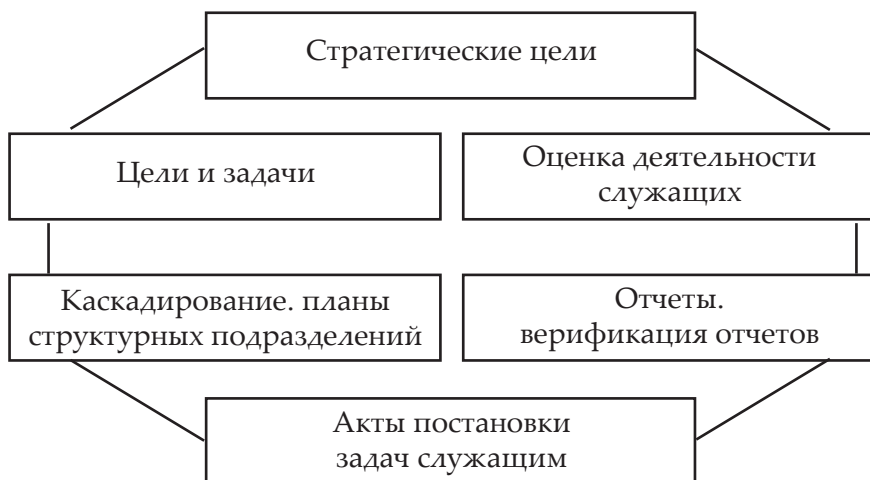 Стратегические цели
Цели и задачи
Оценка деятельности
служащих
Каскадирование. планы
структурных подразделений
Отчеты.
верификация отчетов
Акты постановки
задач служащим